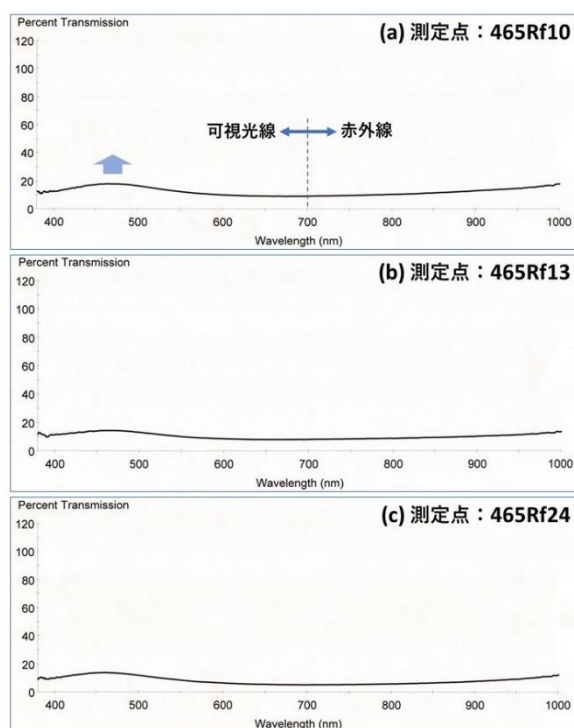 Percent Transmission
(a) 測定点：465Rf10
120
100
80
60
可視光線
赤外線
40
20
0
400 500 600 700 800 900 1000
Wavelength (nm)
Percent Transmission
(b) 測定点：465Rf13
120
100
80
60
40
20
0
400 500 600 700 800 900 1000
Wavelength (nm)
Percent Transmission
(c) 測定点：465Rf24
120
100
80
60
40
20
0
400 500 600 700 800 900 1000
Wavelength (nm)